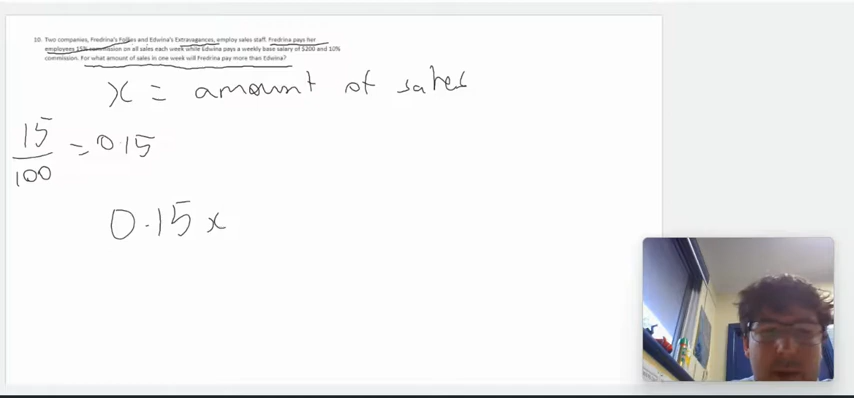 10. Two companies, Fredrina's Follies and Edwina's Extravagances, employ sales staff. Fredrina pays her
employees 15% commission on all sales each week while Edwina pays a weekly base salary of $200 and 10%
commission. For what amount of sales in one week will Fredrina pay more than Edwina?
x = amount of sales
15/100 = 0.15
0.15x